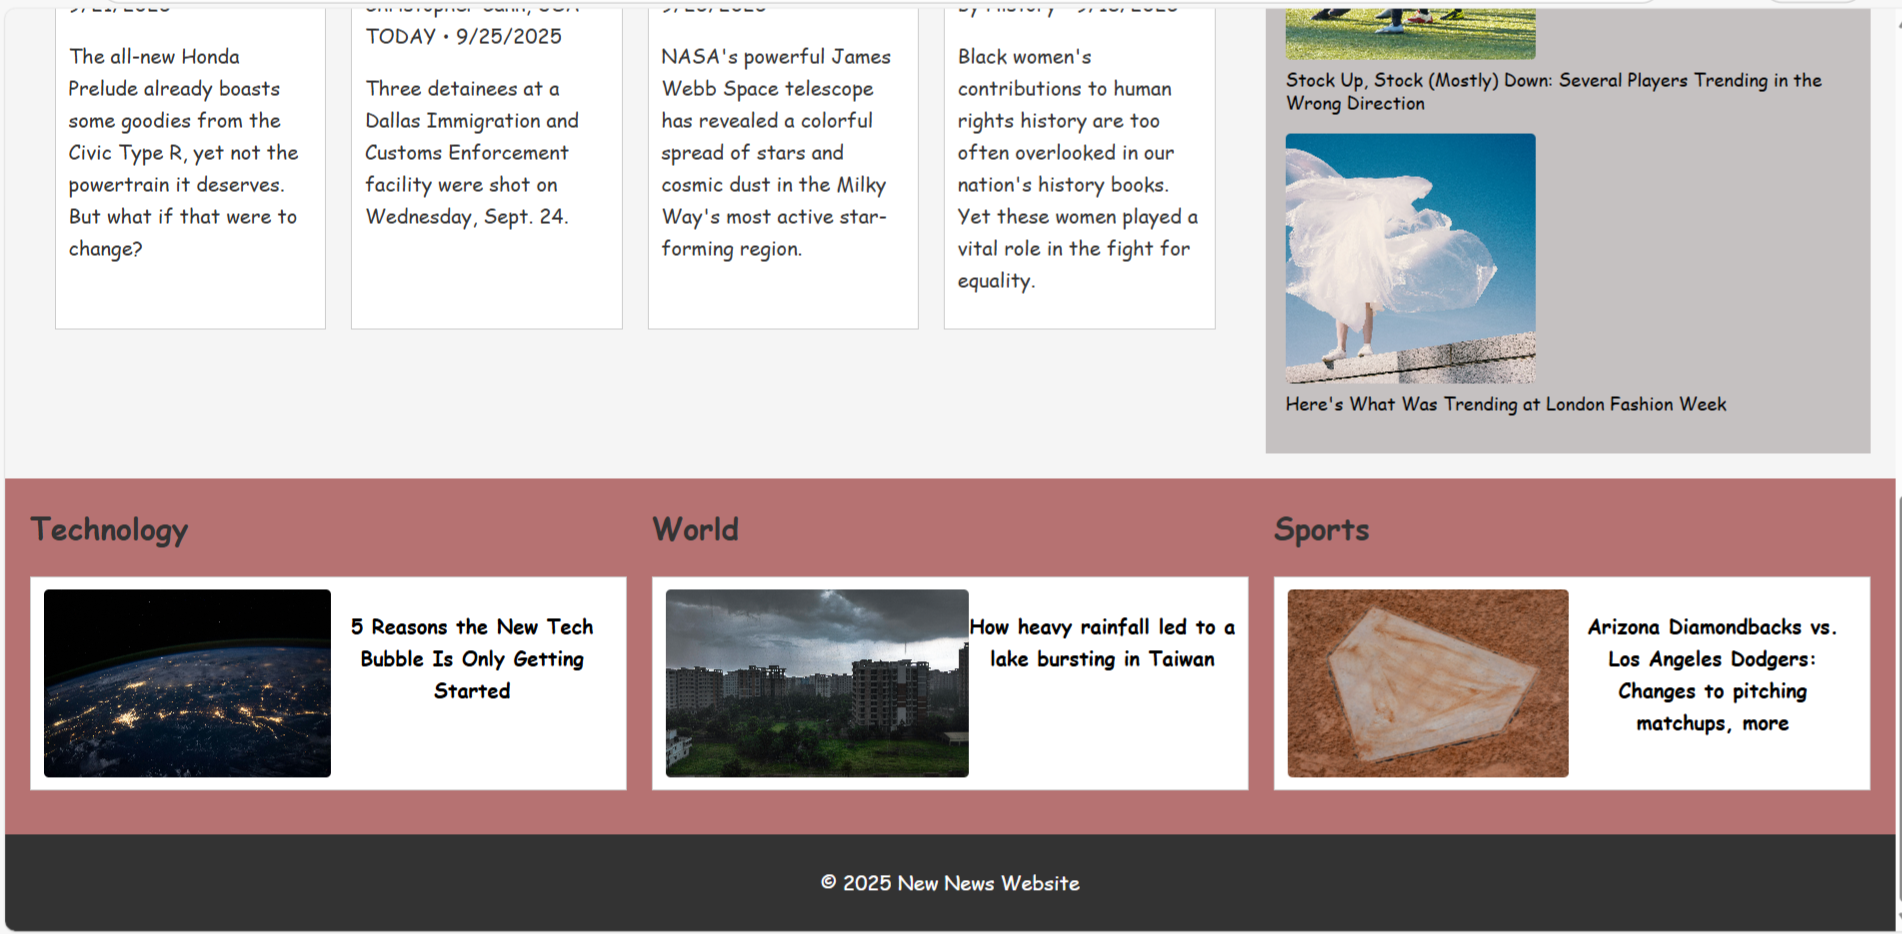 TODAY • 9/25/2025
The all-new Honda
Prelude already boasts
some goodies from the
Civic Type R, yet not the
powertrain it deserves.
But what if that were to
change?
Three detainees at a
Dallas Immigration and
Customs Enforcement
facility were shot on
Wednesday, Sept. 24.
NASA's powerful James
Webb Space telescope
has revealed a colorful
spread of stars and
cosmic dust in the Milky
Way's most active star-
forming region.
Black women's
contributions to human
rights history are too
often overlooked in our
nation's history books.
Yet these women played a
vital role in the fight for
equality.
Stock Up, Stock (Mostly) Down: Several Players Trending in the
Wrong Direction
Here's What Was Trending at London Fashion Week
Technology
5 Reasons the New Tech
Bubble Is Only Getting
Started
World
How heavy rainfall led to a
lake bursting in Taiwan
Sports
Arizona Diamondbacks vs.
Los Angeles Dodgers:
Changes to pitching
matchups, more
© 2025 New News Website